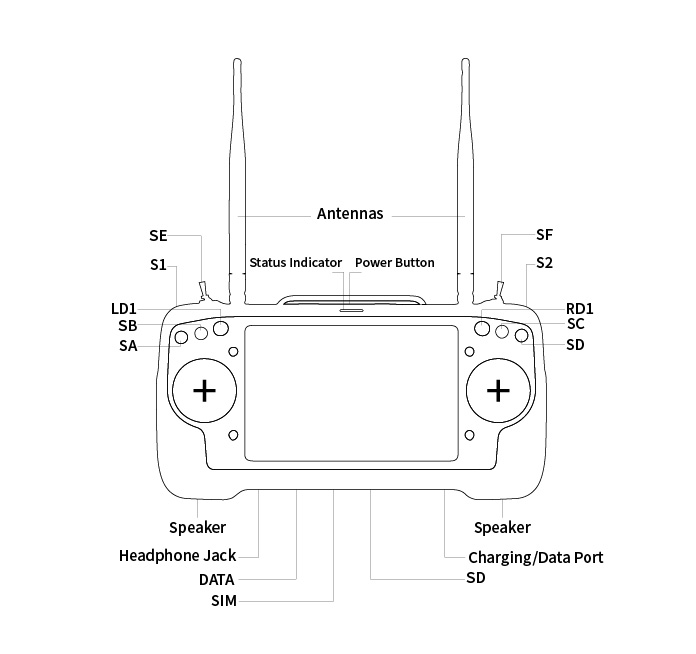 Antennas
SE
SF
S1
Status Indicator
Power Button
S2
LD1
RD1
SB
SC
SA
SD
Speaker
Speaker
Headphone Jack
Charging/Data Port
DATA
SD
SIM